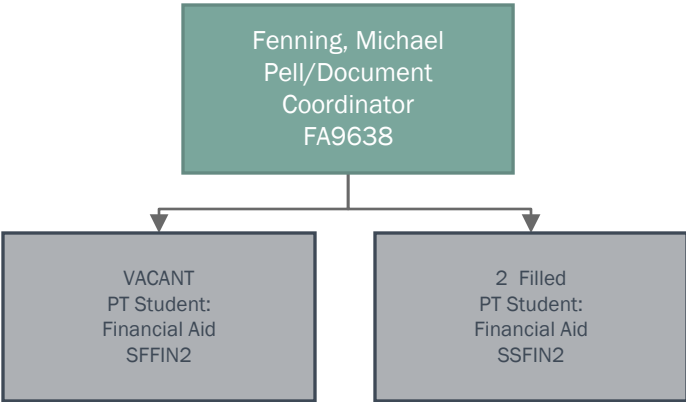 Fenning, Michael
Pell/Document
Coordinator
FA9638
VACANT
PT Student:
Financial Aid
SFFIN2
2 Filled
PT Student:
Financial Aid
SSFIN2